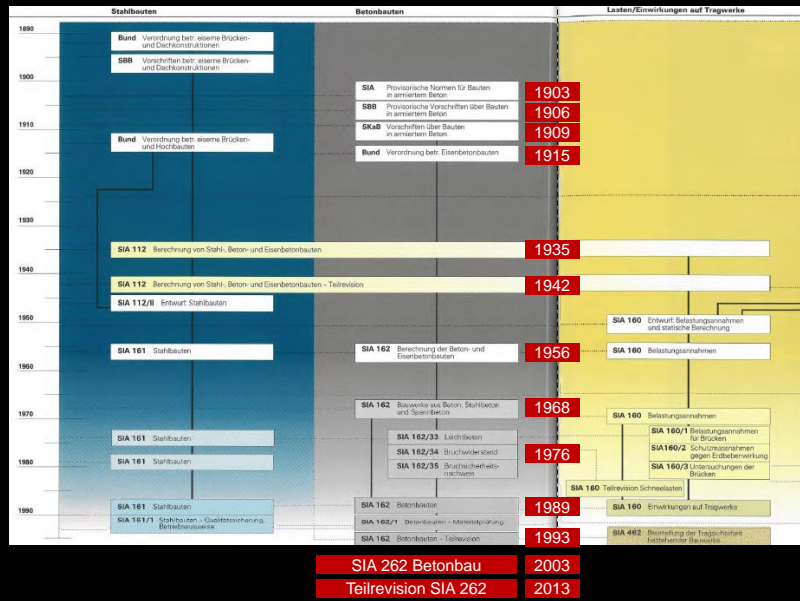 Stahlbauten
Betonbauten
Lasten/Einwirkungen auf Tragwerke
1890
1900
1910
1920
1930
1940
1950
1960
1970
1980
1990
Bund Verordnung betr. eiserne Brücken-
und Dachkonstruktionen
SBB Vorschriften betr. eiserne Brücken-
und Dachkonstruktionen
Bund Verordnung betr. eiserne Brücken-
und Hochbauten
SIA Provisorische Normen für Bauten
in armiertem Beton
1903
SBB Provisorische Vorschriften über Bauten
in armiertem Beton
1906
SKaB Vorschriften über Bauten
in armiertem Beton
1909
Bund Verordnung betr. Eisenbetonbauten
1915
SIA 112 Berechnung von Stahl-, Beton- und Eisenbetonbauten
1935
SIA 112 Berechnung von Stahl-, Beton- und Eisenbetonbauten – Teilrevision
1942
SIA 112/II Entwurf: Stahlbauten
SIA 160 Entwurf: Belastungsannahmen
und statische Berechnung
SIA 161 Stahlbauten
SIA 162 Berechnung der Beton- und
Eisenbetonbauten
1956
SIA 160 Belastungsannahmen
SIA 162 Bauwerke aus Beton, Stahlbeton
und Spannbeton
1968
SIA 160 Belastungsannahmen
SIA 161 Stahlbauten
SIA 162/33 Leichtbeton
SIA 162/34 Bruchwiderstand
SIA 162/35 Bruchsicherheits-
nachweis
1976
SIA 160/1 Belastungsannahmen
für Brücken
SIA160/2 Schutzmassnahmen
gegen Erdbebenwirkung
SIA 160/3 Untersuchungen der
Brücken
SIA 161 Stahlbauten
SIA 160 Teilrevision Schneelasten
SIA 161 Stahlbauten
SIA 161/1 Stahlbauten – Qualitätssicherung,
Betriebsausweise
SIA 162 Betonbauten
1989
SIA 160 Einwirkungen auf Tragwerke
SIA 162/1 Betonbauten – Materialprüfung
SIA 162 Betonbauten – Teilrevision
1993
SIA 462 Beurteilung der Tragsicherheit
bestehender Bauwerke
SIA 262 Betonbau
2003
Teilrevision SIA 262
2013